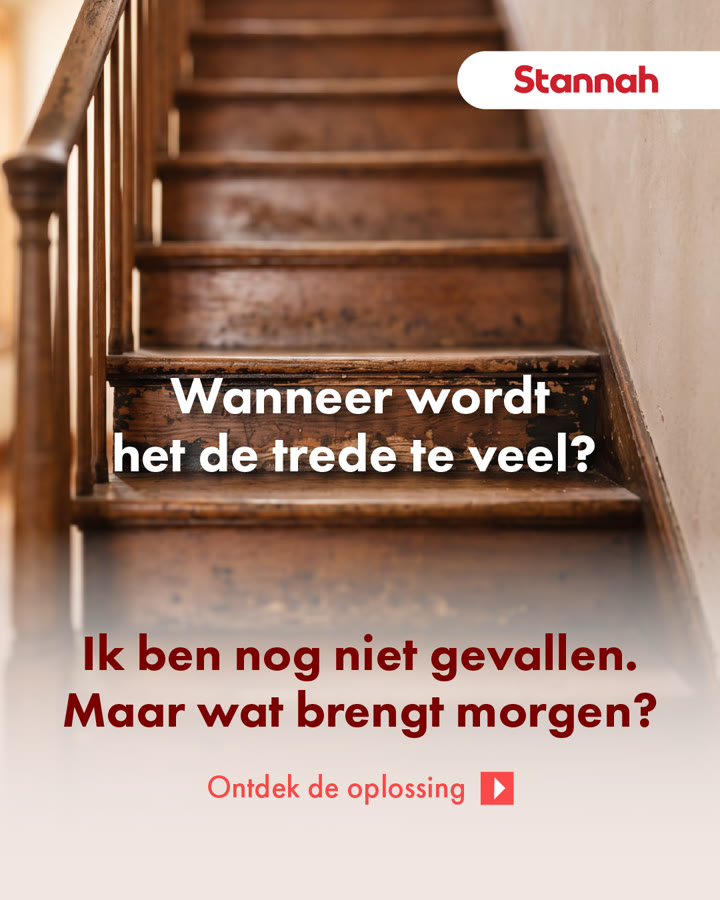 Stannah
Wanneer wordt
het de trede te veel?
Ik ben nog niet gevallen.
Maar wat brengt morgen?
Ontdek de oplossing